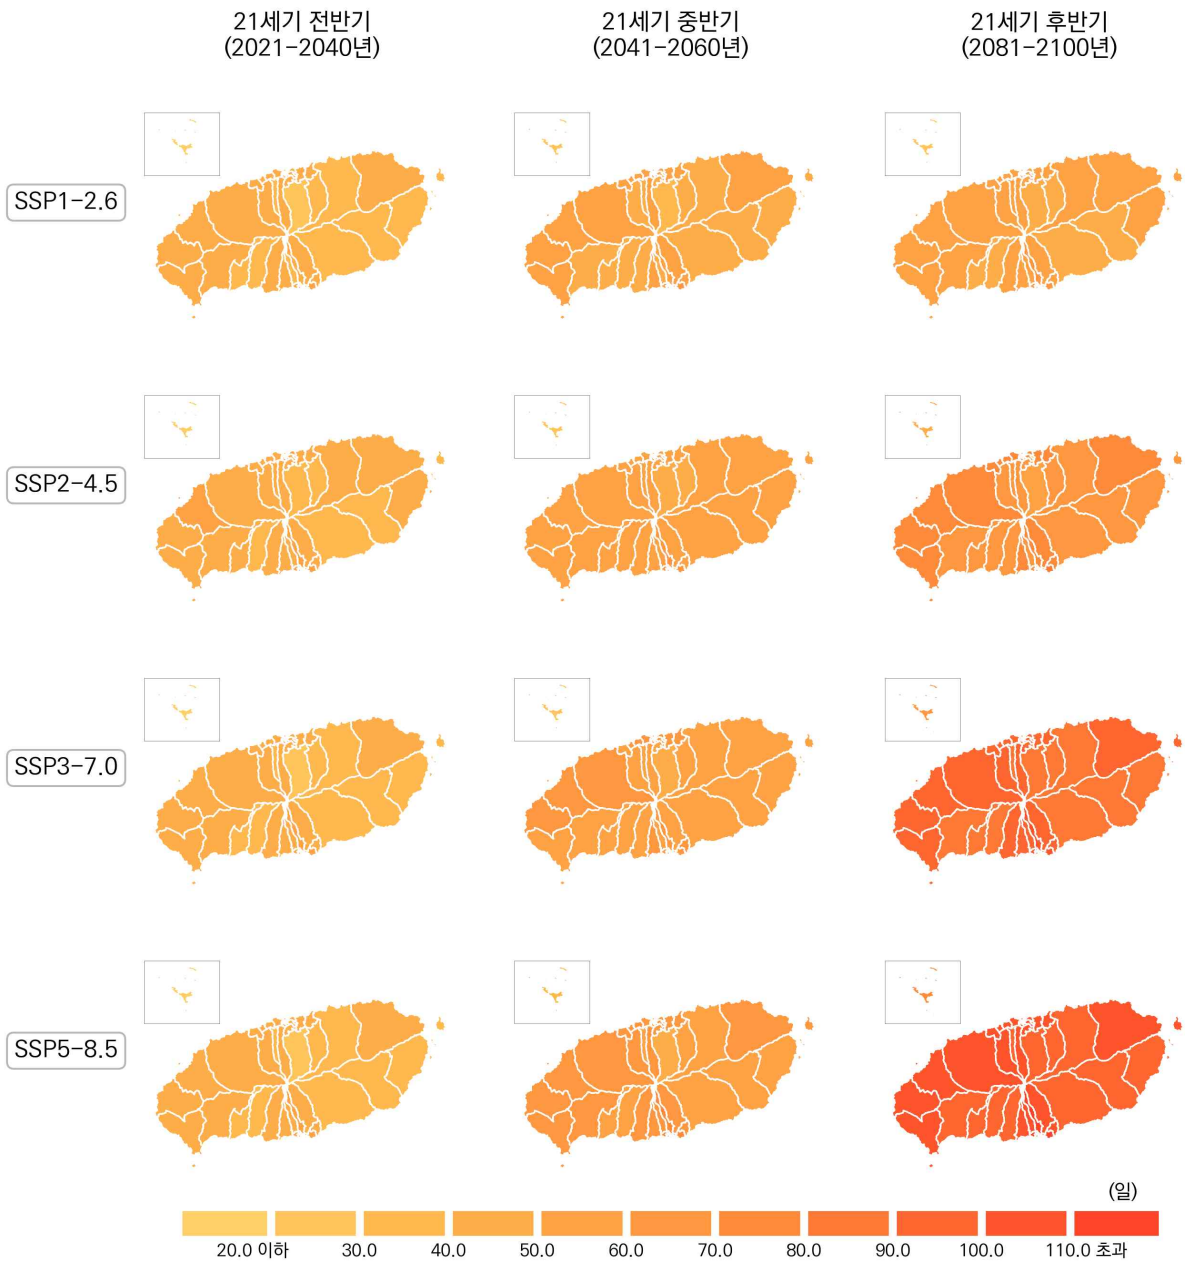 21세기 전반기
(2021-2040년)
21세기 중반기
(2041-2060년)
21세기 후반기
(2081-2100년)
SSP1-2.6
SSP2-4.5
SSP3-7.0
SSP5-8.5
(일)
20.0 이하
30.0
40.0
50.0
60.0
70.0
80.0
90.0
100.0
110.0 초과